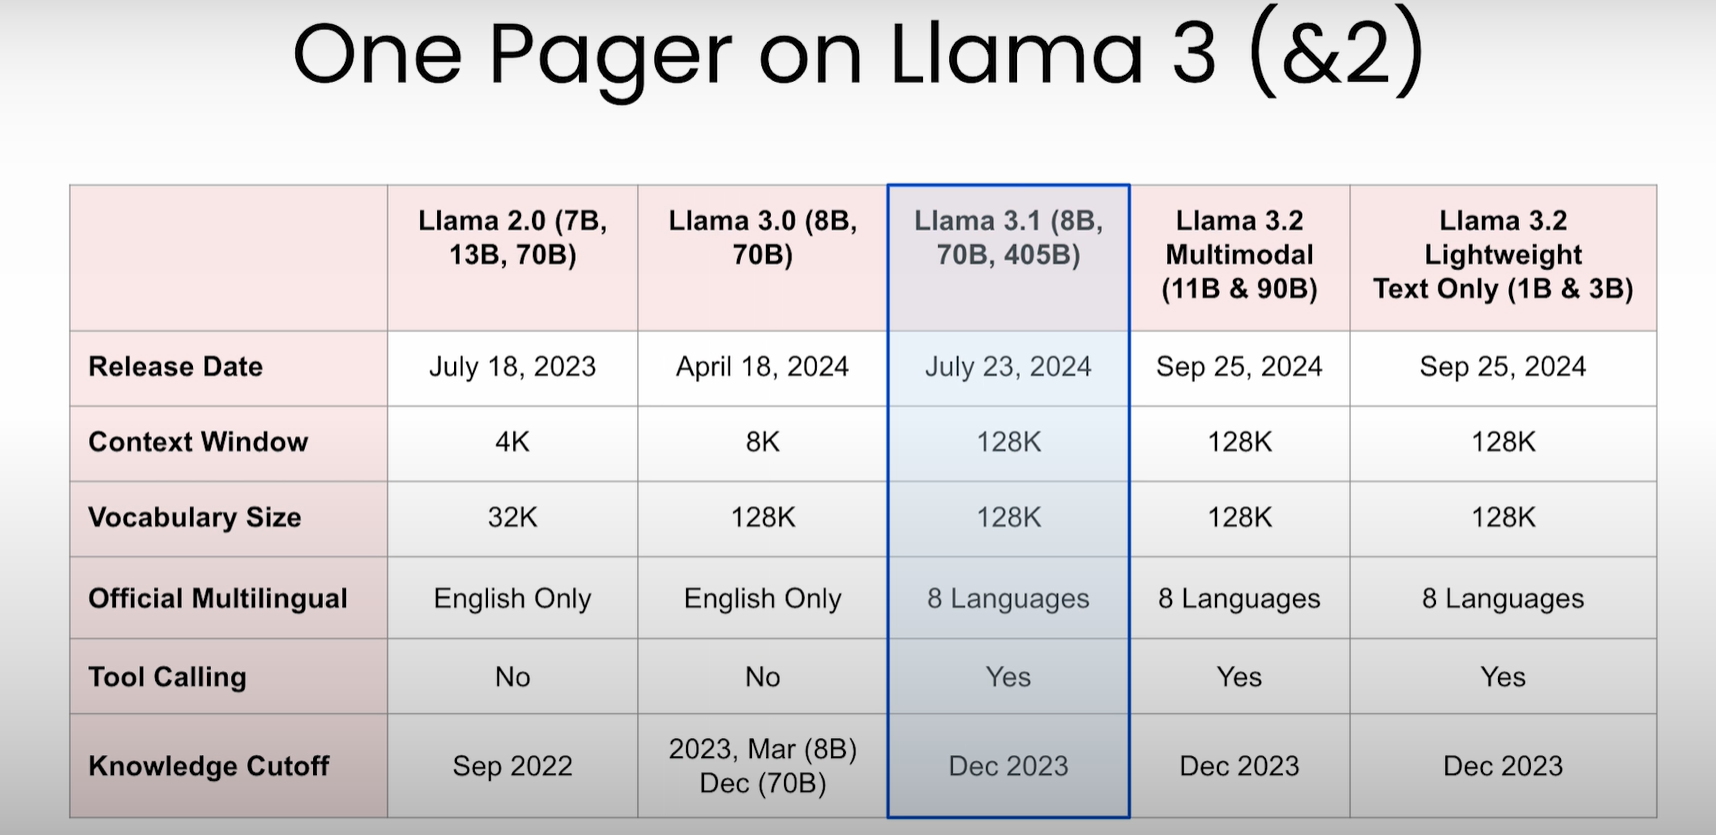 One Pager on Llama 3 (&2)
Llama 2.0 (7B,
13B, 70B)
Llama 3.0 (8B,
70B)
Llama 3.1 (8B,
70B, 405B)
Llama 3.2
Multimodal
(11B & 90B)
Llama 3.2
Lightweight
Text Only (1B & 3B)
Release Date
July 18, 2023
April 18, 2024
July 23, 2024
Sep 25, 2024
Sep 25, 2024
Context Window
4K
8K
128K
128K
128K
Vocabulary Size
32K
128K
128K
128K
128K
Official Multilingual
English Only
English Only
8 Languages
8 Languages
8 Languages
Tool Calling
No
No
Yes
Yes
Yes
Knowledge Cutoff
Sep 2022
2023, Mar (8B)
Dec (70B)
Dec 2023
Dec 2023
Dec 2023